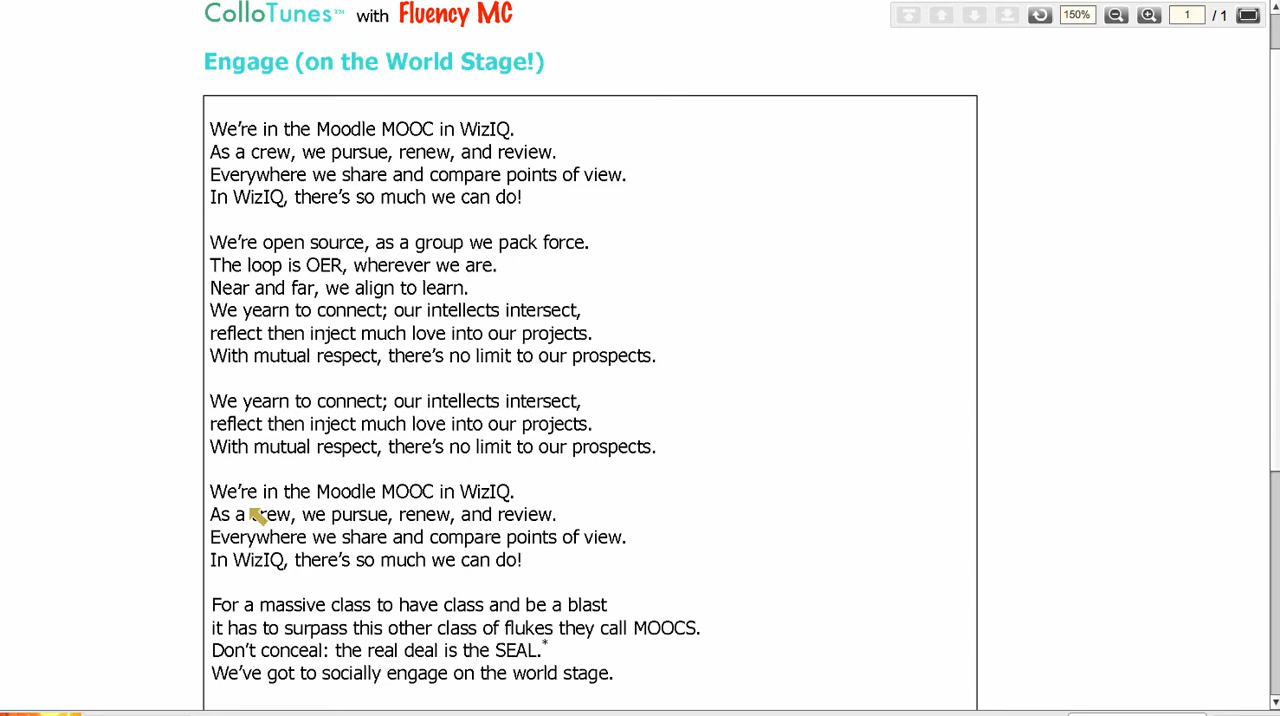 ColloTunes™ with Fluency MC
150%
1
/ 1
Engage (on the World Stage!)
We're in the Moodle MOOC in WizIQ.
As a crew, we pursue, renew, and review.
Everywhere we share and compare points of view.
In WizIQ, there's so much we can do!
We're open source, as a group we pack force.
The loop is OER, wherever we are.
Near and far, we align to learn.
We yearn to connect; our intellects intersect,
reflect then inject much love into our projects.
With mutual respect, there's no limit to our prospects.
We yearn to connect; our intellects intersect,
reflect then inject much love into our projects.
With mutual respect, there's no limit to our prospects.
We're in the Moodle MOOC in WizIQ.
As a crew, we pursue, renew, and review.
Everywhere we share and compare points of view.
In WizIQ, there's so much we can do!
For a massive class to have class and be a blast
it has to surpass this other class of flukes they call MOOCS.
Don't conceal: the real deal is the SEAL.*
We've got to socially engage on the world stage.